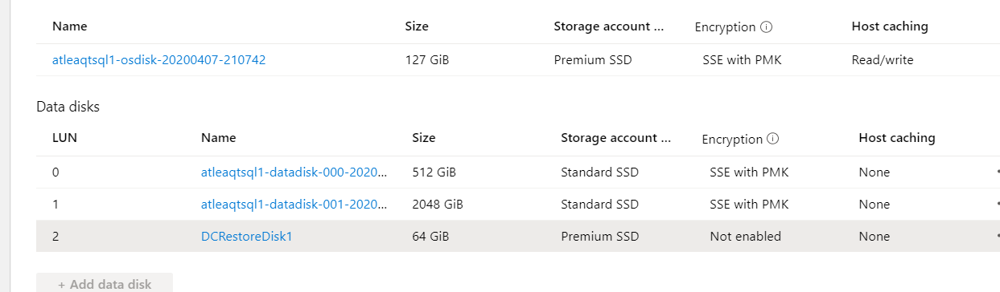 Name Size Storage account ... Encryption Host caching
atleaqtsql1-osdisk-20200407-210742 127 GiB Premium SSD SSE with PMK Read/write
Data disks
LUN Name Size Storage account ... Encryption Host caching
0 atleaqtsql1-datadisk-000-2020... 512 GiB Standard SSD SSE with PMK None
1 atleaqtsql1-datadisk-001-2020... 2048 GiB Standard SSD SSE with PMK None
2 DCRestoreDisk1 64 GiB Premium SSD Not enabled None
+ Add data disk